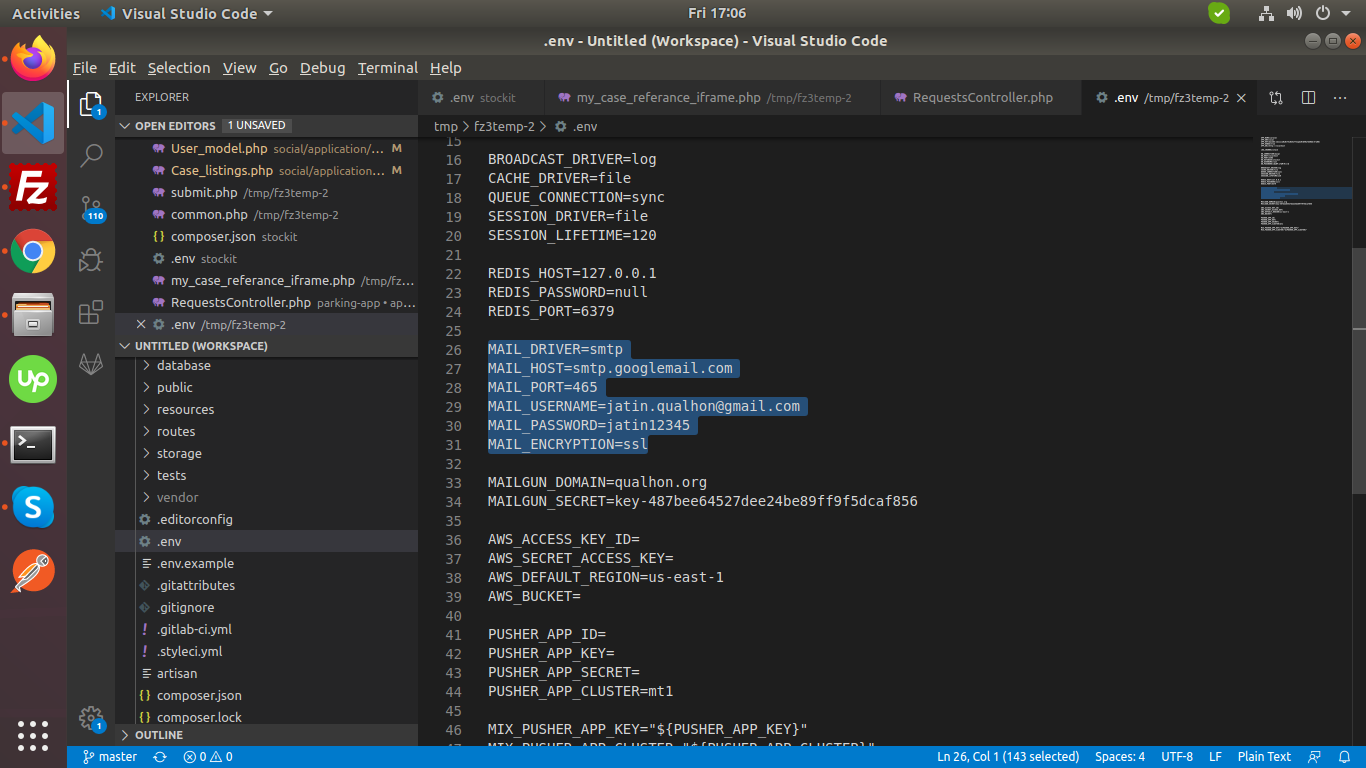 Activities Visual Studio Code Fri 17:06
.env - Untitled (Workspace) - Visual Studio Code
File Edit Selection View Go Debug Terminal Help
EXPLORER
.env stockit my_case_referance_iframe.php /tmp/fz3temp-2 RequestsController.php .env /tmp/fz3temp-2
OPEN EDITORS 1 UNSAVED
User_model.php social/application/... M
Case_listings.php social/application... M
submit.php /tmp/fz3temp-2
common.php /tmp/fz3temp-2
composer.json stockit
.env stockit
my_case_referance_iframe.php /tmp/fz...
RequestsController.php parking-app • ap...
.env /tmp/fz3temp-2
UNTITLED (WORKSPACE)
database
public
resources
routes
storage
tests
vendor
.editorconfig
.env
.env.example
.gitattributes
.gitignore
.gitlab-ci.yml
.styleci.yml
artisan
composer.json
composer.lock
OUTLINE
1
110
1
Fz
up
tmp > fz3temp-2 > .env
15
16 BROADCAST_DRIVER=log
17 CACHE_DRIVER=file
18 QUEUE_CONNECTION=sync
19 SESSION_DRIVER=file
20 SESSION_LIFETIME=120
21
22 REDIS_HOST=127.0.0.1
23 REDIS_PASSWORD=null
24 REDIS_PORT=6379
25
26 MAIL_DRIVER=smtp
27 MAIL_HOST=smtp.googlemail.com
28 MAIL_PORT=465
29 MAIL_USERNAME=jatin.qualhon@gmail.com
30 MAIL_PASSWORD=jatin12345
31 MAIL_ENCRYPTION=ssl
32
33 MAILGUN_DOMAIN=qualhon.org
34 MAILGUN_SECRET=key-487bee64527dee24be89ff9f5dcaf856
35
36 AWS_ACCESS_KEY_ID=
37 AWS_SECRET_ACCESS_KEY=
38 AWS_DEFAULT_REGION=us-east-1
39 AWS_BUCKET=
40
41 PUSHER_APP_ID=
42 PUSHER_APP_KEY=
43 PUSHER_APP_SECRET=
44 PUSHER_APP_CLUSTER=mt1
45
46 MIX_PUSHER_APP_KEY="${PUSHER_APP_KEY}"
47 MIX_PUSHER_APP_CLUSTER="${PUSHER_APP_CLUSTER}"
master 0 0 Ln 26, Col 1 (143 selected) Spaces: 4 UTF-8 LF Plain Text